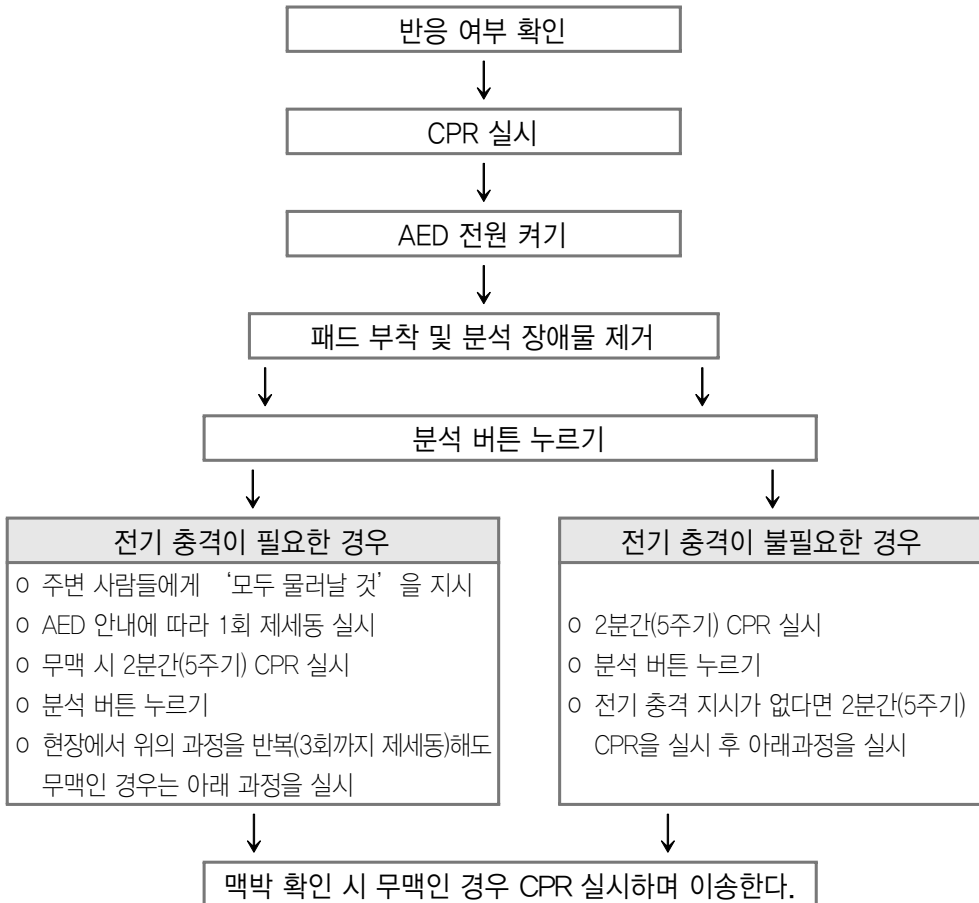 반응 여부 확인
CPR 실시
AED 전원 켜기
패드 부착 및 분석 장애물 제거
분석 버튼 누르기
전기 충격이 필요한 경우
o 주변 사람들에게 ‘모두 물러날 것’을 지시
o AED 안내에 따라 1회 제세동 실시
o 무맥 시 2분간(5주기) CPR 실시
o 분석 버튼 누르기
o 현장에서 위의 과정을 반복(3회까지 제세동)해도
무맥인 경우는 아래 과정을 실시
전기 충격이 불필요한 경우
o 2분간(5주기) CPR 실시
o 분석 버튼 누르기
o 전기 충격 지시가 없다면 2분간(5주기)
CPR을 실시 후 아래과정을 실시
맥박 확인 시 무맥인 경우 CPR 실시하며 이송한다.